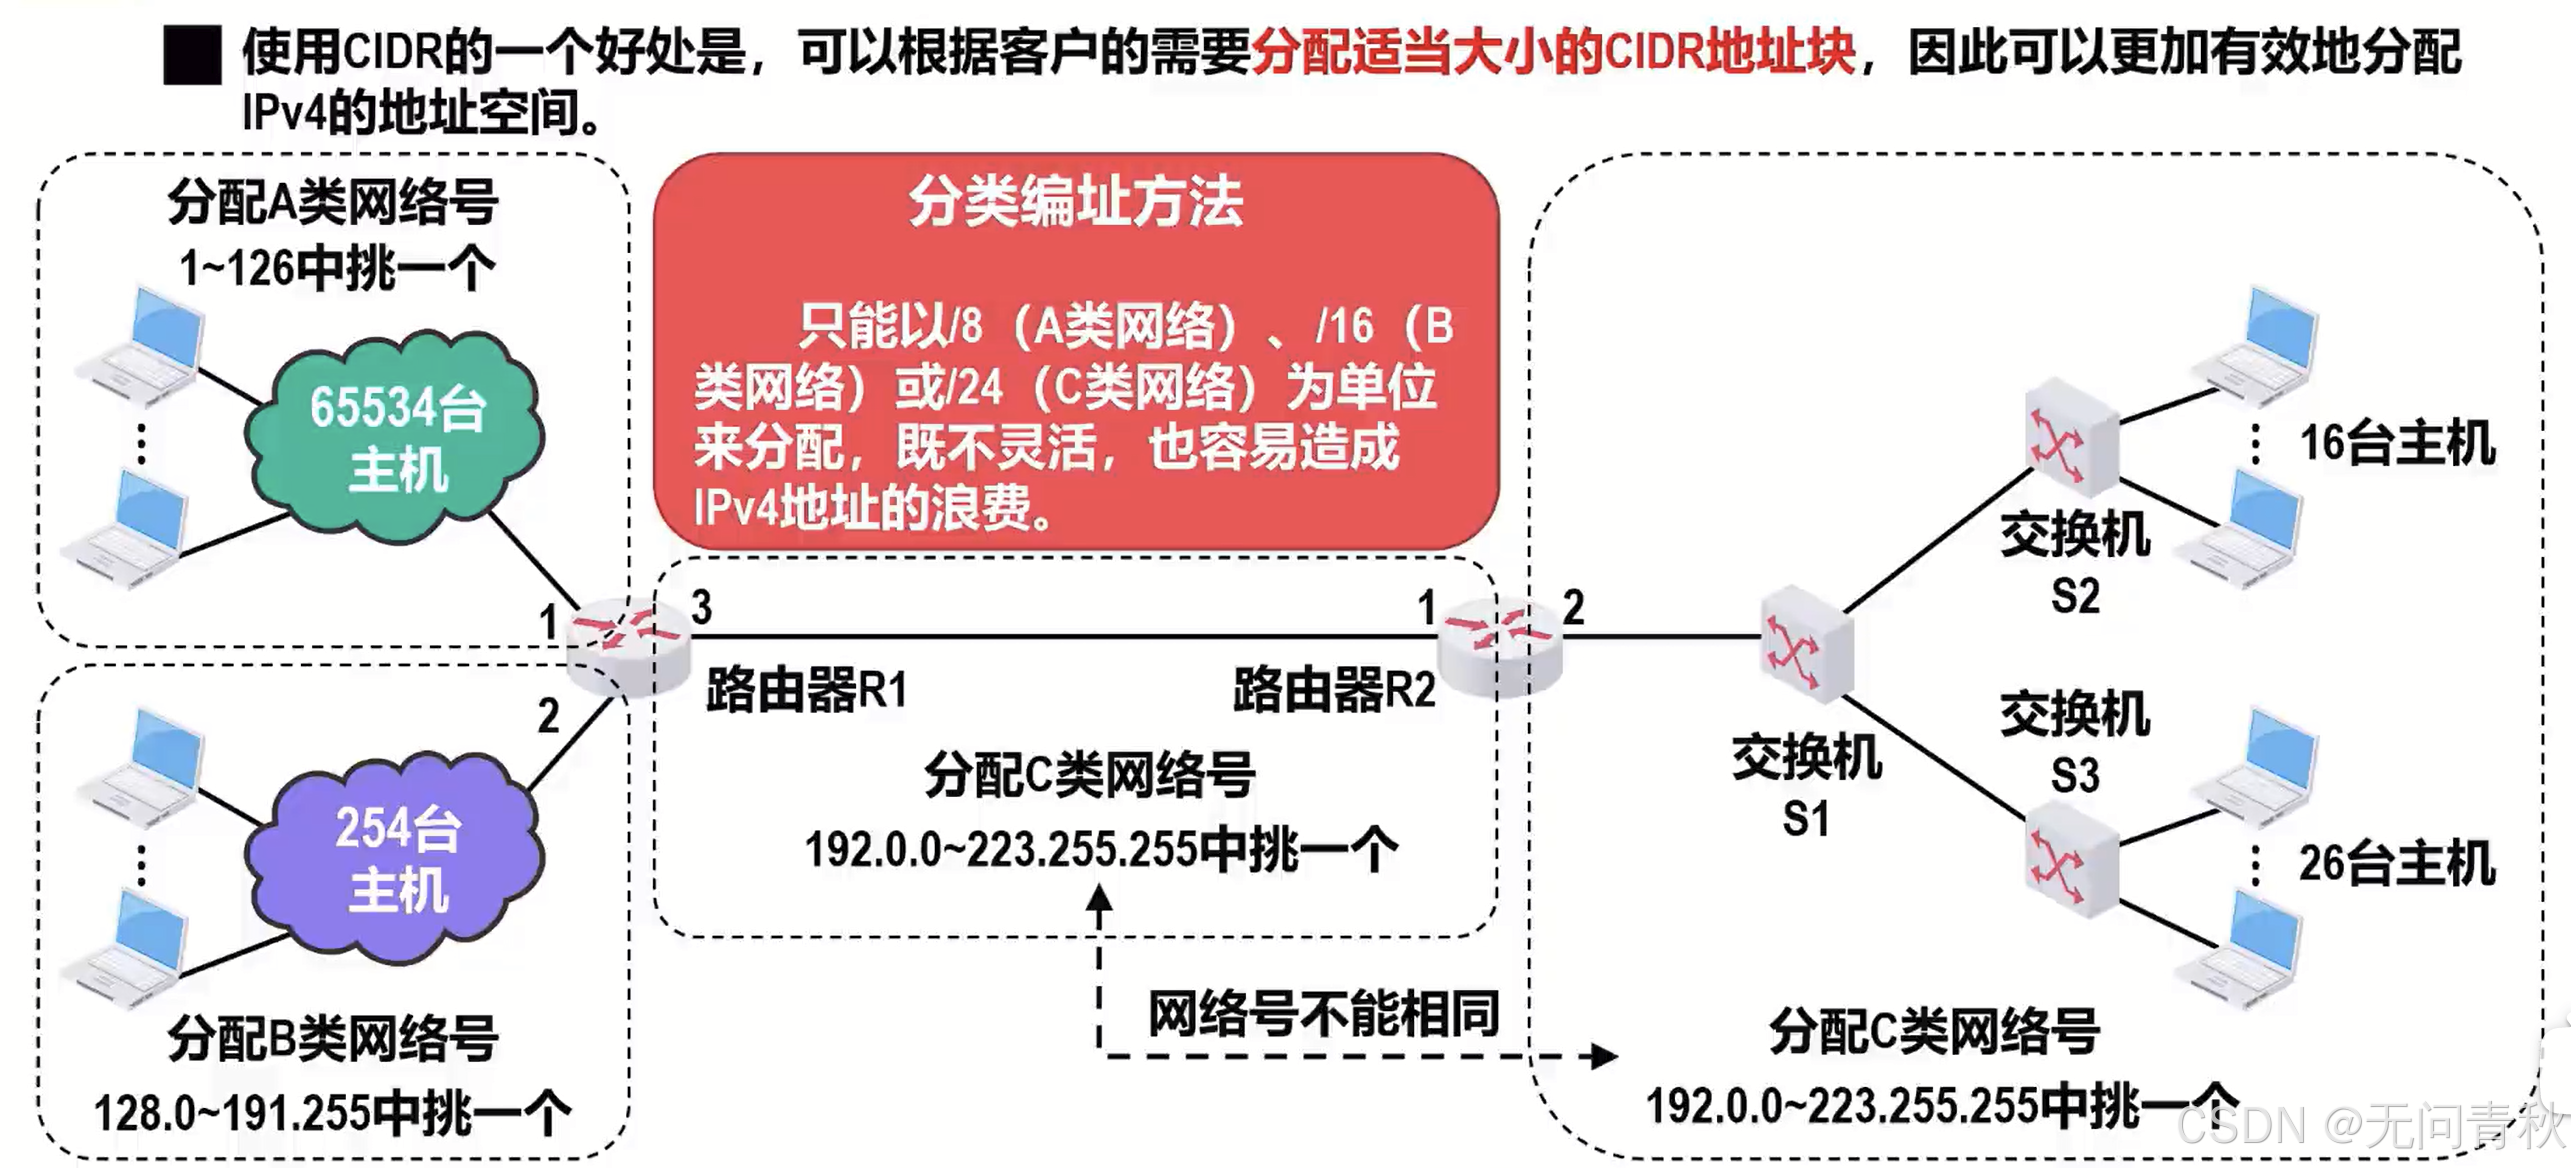 使用CIDR的一个好处是，可以根据客户的需要分配适当大小的CIDR地址块，因此可以更加有效地分配
IPv4的地址空间。
分配A类网络号
1~126中挑一个
65534台
主机
分类编址方法
只能以/8（A类网络）、/16（B
类网络）或/24（C类网络）为单位
来分配，既不灵活，也容易造成
IPv4地址的浪费。
16台主机
交换机
S2
1
3
1
2
路由器R1
路由器R2
2
交换机
S1
交换机
S3
254台
主机
分配C类网络号
192.0.0~223.255.255中挑一个
26台主机
网络号不能相同
分配B类网络号
128.0~191.255中挑一个
分配C类网络号
192.0.0~223.255.255中挑一个
CSDN @无问青秋